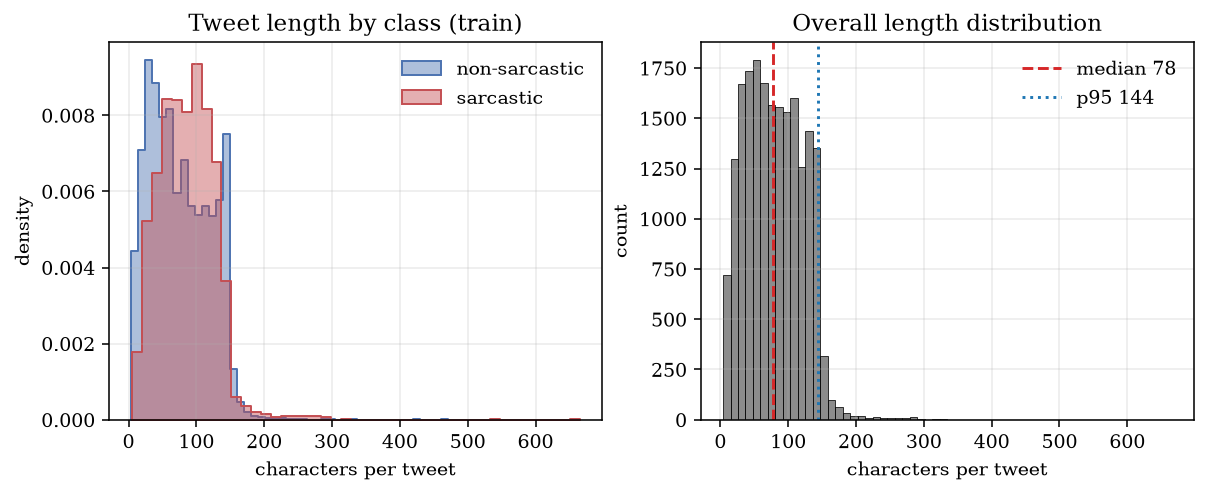 Tweet length by class (train)
non-sarcastic
sarcastic
density
0.008
0.006
0.004
0.002
0.000
0 100 200 300 400 500 600
characters per tweet
Overall length distribution
median 78
p95 144
count
1750
1500
1250
1000
750
500
250
0
0 100 200 300 400 500 600
characters per tweet